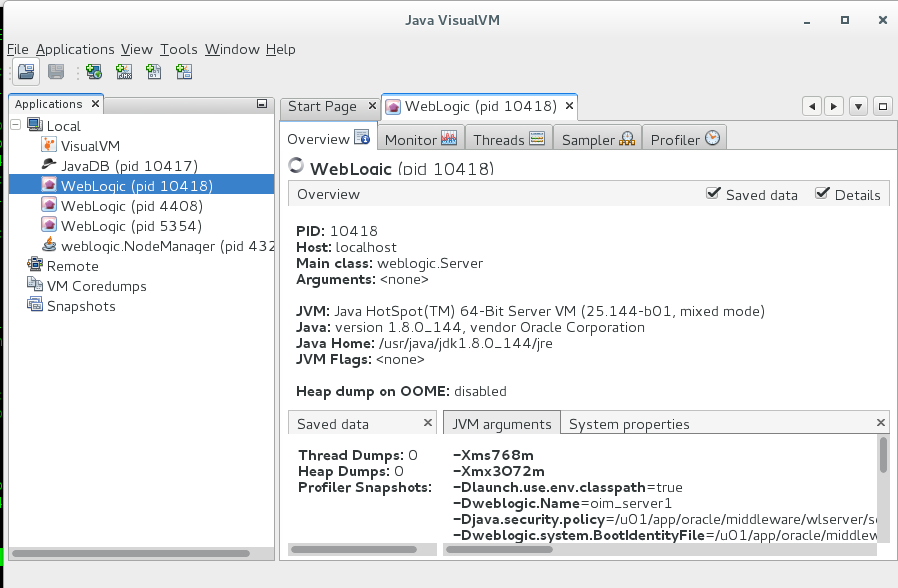 Java VisualVM
File Applications View Tools Window Help
Applications
Local
VisualVM
JavaDB (pid 10417)
WebLogic (pid 10418)
WebLogic (pid 4408)
WebLogic (pid 5354)
weblogic.NodeManager (pid 432
Remote
VM Coredumps
Snapshots
Start Page WebLogic (pid 10418)
Overview Monitor Threads Sampler Profiler
WebLogic (pid 10418)
Overview Saved data Details
PID: 10418
Host: localhost
Main class: weblogic.Server
Arguments: <none>
JVM: Java HotSpot(TM) 64-Bit Server VM (25.144-b01, mixed mode)
Java: version 1.8.0_144, vendor Oracle Corporation
Java Home: /usr/java/jdk1.8.0_144/jre
JVM Flags: <none>
Heap dump on OOME: disabled
Saved data
Thread Dumps: 0
Heap Dumps: 0
Profiler Snapshots:
JVM arguments System properties
-Xms768m
-Xmx3072m
-Dlaunch.use.env.classpath=true
-Dweblogic.Name=oim_server1
-Djava.security.policy=/u01/app/oracle/middleware/wlserver/se
-Dweblogic.system.BootIdentityFile=/u01/app/oracle/middlew